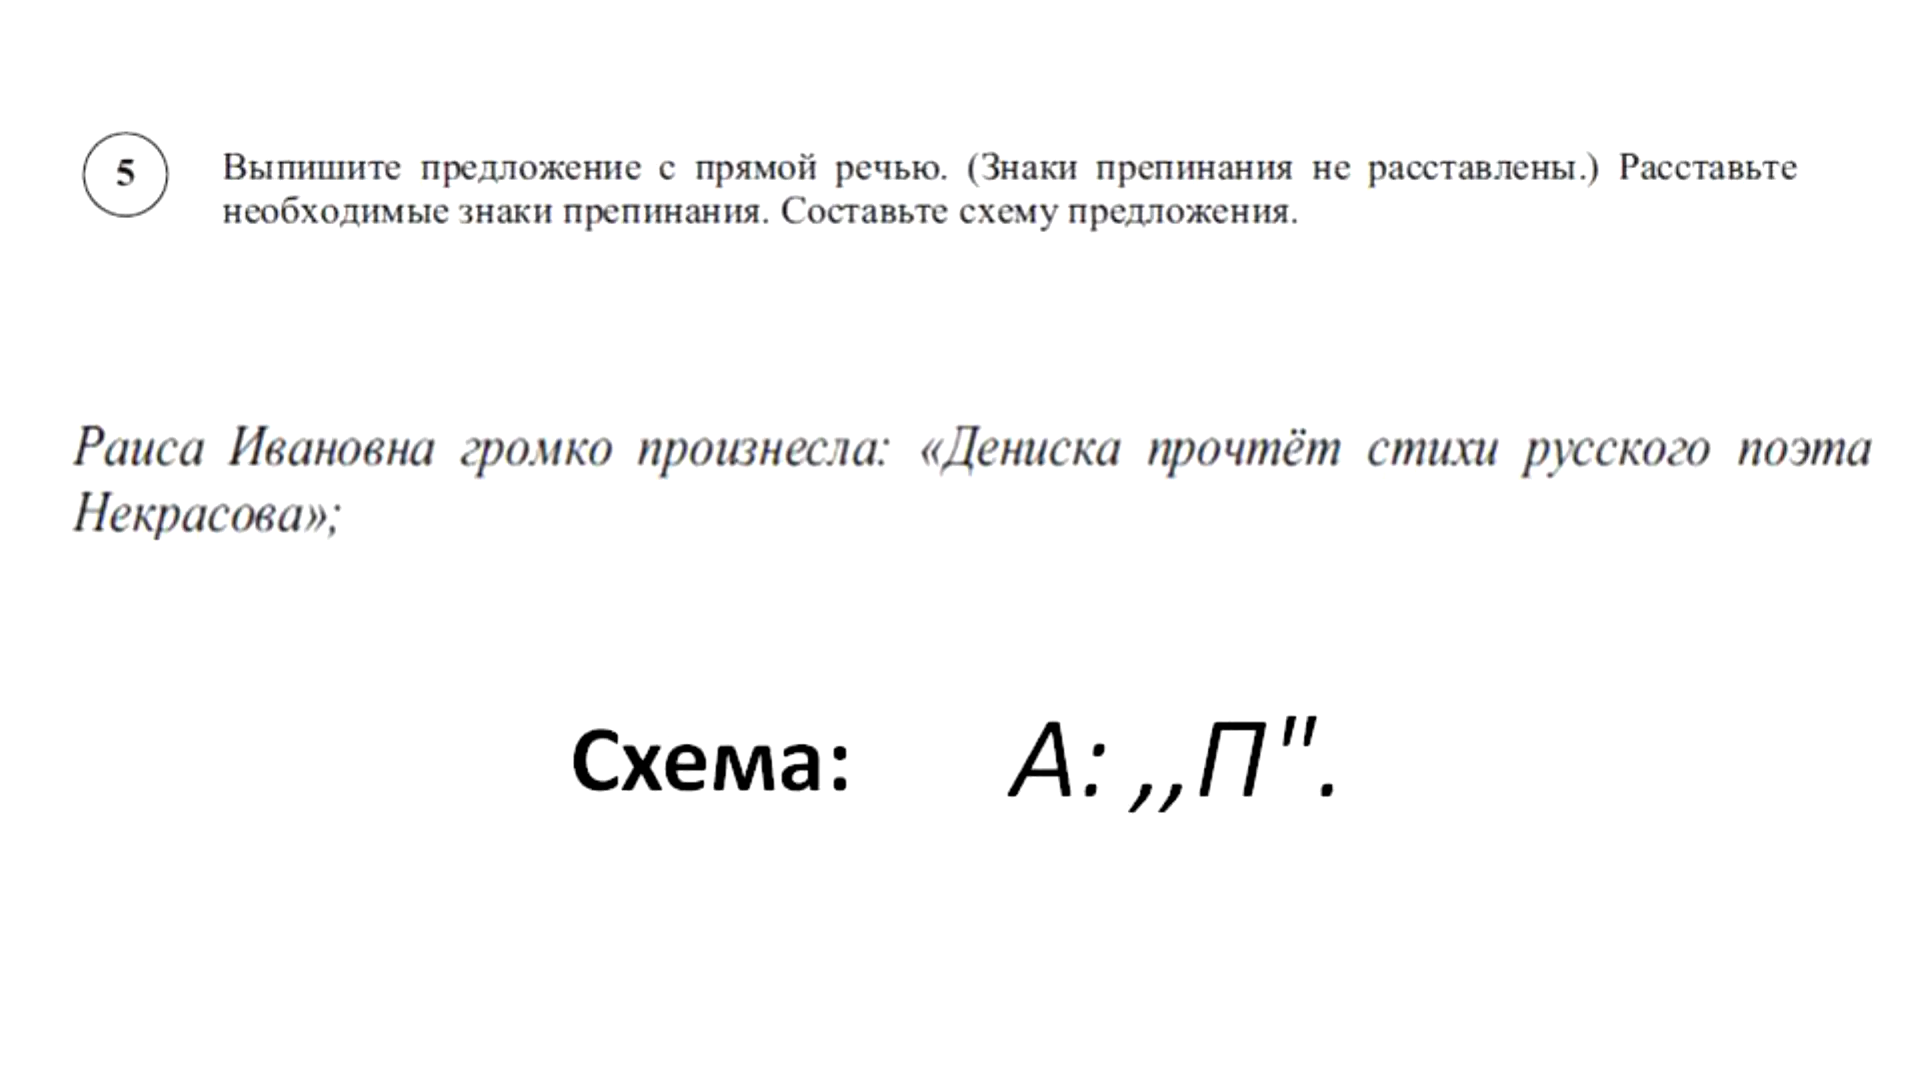 5
Выпишите предложение с прямой речью. (Знаки препинания не расставлены.) Расставьте
необходимые знаки препинания. Составьте схему предложения.
Раиса Ивановна громко произнесла: «Дениска прочтёт стихи русского поэта
Некрасова»;
Схема: А: ,,П".